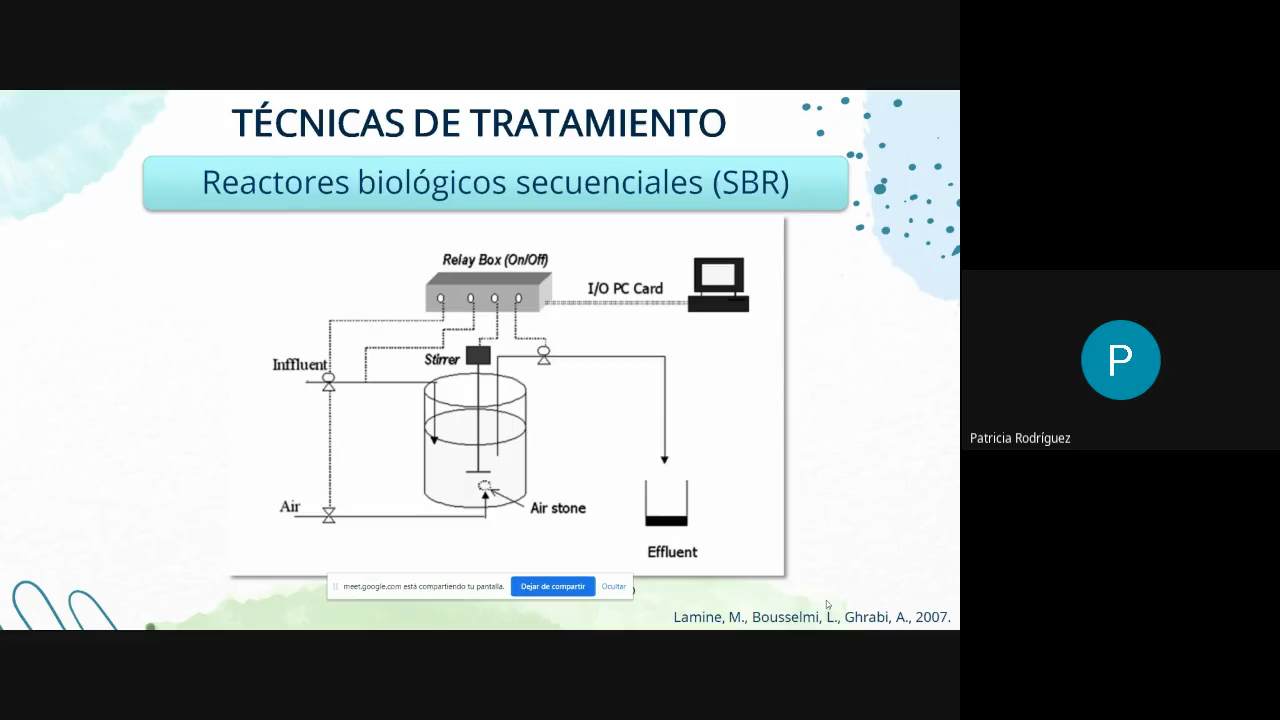 TÉCNICAS DE TRATAMIENTO
Reactores biológicos secuenciales (SBR)
Relay Box (On/Off)
I/O PC Card
Stirrer
Inffluent
Air
Air stone
Effluent
meet.google.com está compartiendo tu pantalla.
Dejar de compartir
Ocultar
Lamine, M., Bousselmi, L., Ghrabi, A., 2007.
P
Patricia Rodríguez